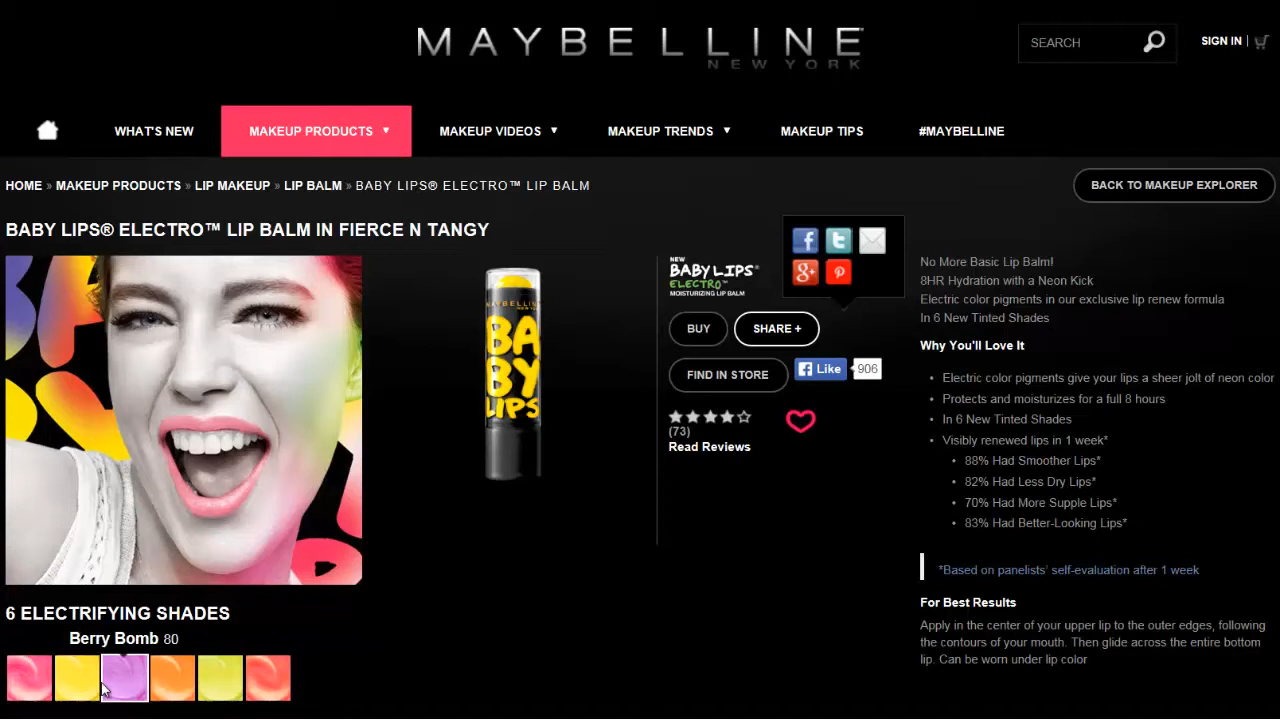 MAYBELLINE
NEW YORK
SEARCH
SIGN IN |
WHAT'S NEW
MAKEUP PRODUCTS ▼
MAKEUP VIDEOS ▼
MAKEUP TRENDS ▼
MAKEUP TIPS
#MAYBELLINE
HOME » MAKEUP PRODUCTS » LIP MAKEUP » LIP BALM » BABY LIPS® ELECTRO™ LIP BALM
BACK TO MAKEUP EXPLORER
BABY LIPS® ELECTRO™ LIP BALM IN FIERCE N TANGY
MAYBELLINE
BA
BY
LIPS
NEW
BABY LIPS®
ELECTRO™
MOISTURIZING LIP BALM
BUY
SHARE +
FIND IN STORE
Like
906
(73)
Read Reviews
No More Basic Lip Balm!
8HR Hydration with a Neon Kick
Electric color pigments in our exclusive lip renew formula
In 6 New Tinted Shades
Why You'll Love It
• Electric color pigments give your lips a sheer jolt of neon color
• Protects and moisturizes for a full 8 hours
• In 6 New Tinted Shades
• Visibly renewed lips in 1 week*
• 88% Had Smoother Lips*
• 82% Had Less Dry Lips*
• 70% Had More Supple Lips*
• 83% Had Better-Looking Lips*
*Based on panelists' self-evaluation after 1 week
For Best Results
Apply in the center of your upper lip to the outer edges, following
the contours of your mouth. Then glide across the entire bottom
lip. Can be worn under lip color
6 ELECTRIFYING SHADES
Berry Bomb 80